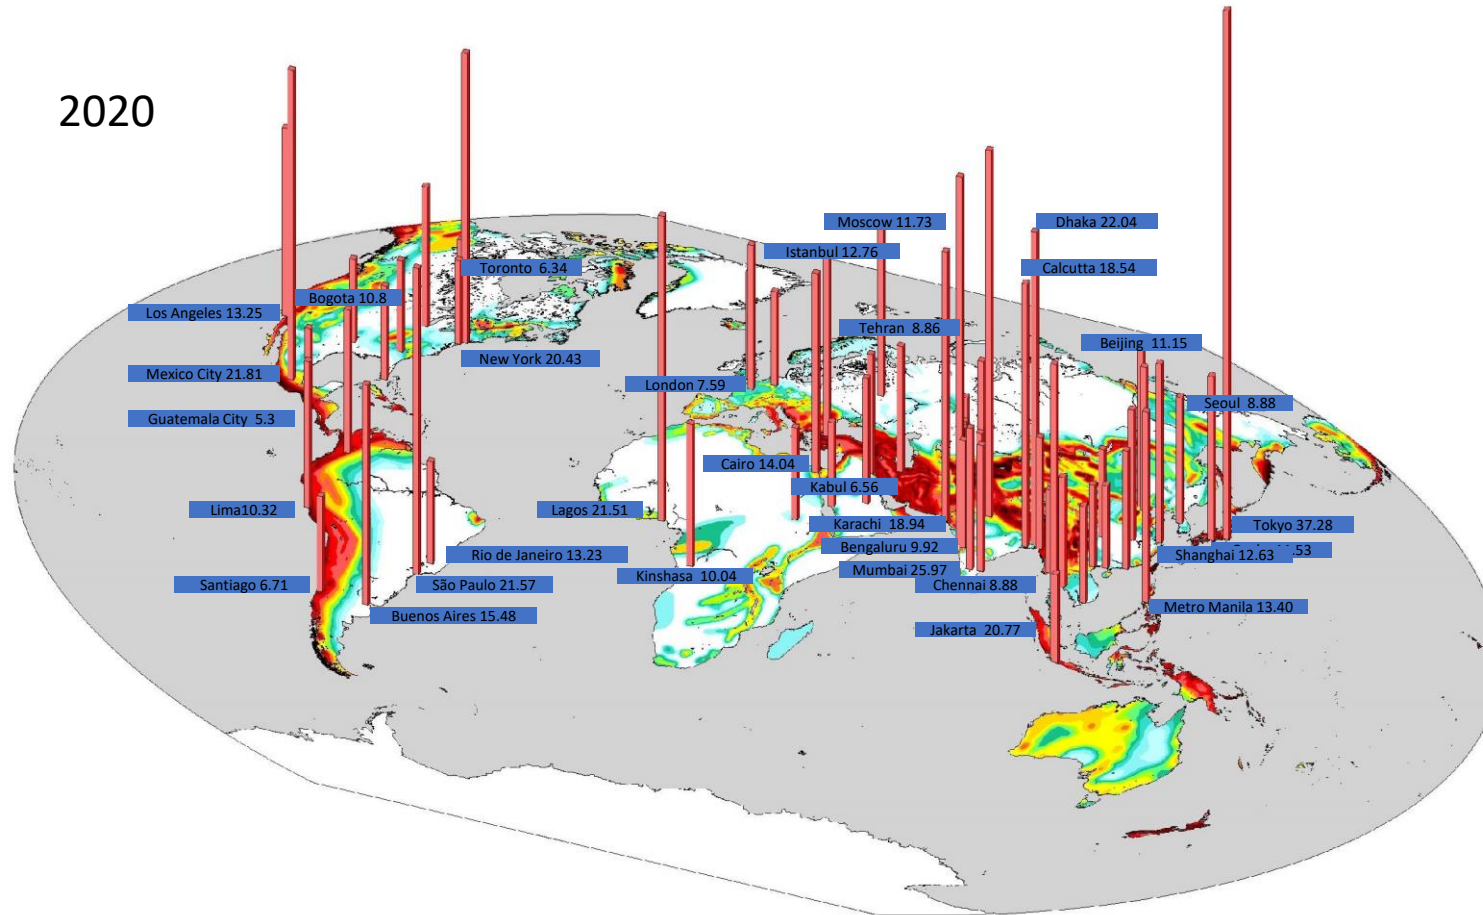 2020
Moscow 11.73
Dhaka 22.04
Istanbul 12.76
Toronto 6.34
Calcutta 18.54
Bogota 10.8
Los Angeles 13.25
Tehran 8.86
Beijing 11.15
New York 20.43
Mexico City 21.81
London 7.59
Seoul 8.88
Guatemala City 5.3
Cairo 14.04
Kabul 6.56
Lima10.32
Lagos 21.51
Karachi 18.94
Tokyo 37.28
Bengaluru 9.92
.53
Rio de Janeiro 13.23
Shanghai 12.63
Mumbai 25.97
Kinshasa 10.04
Santiago 6.71
São Paulo 21.57
Chennai 8.88
Metro Manila 13.40
Buenos Aires 15.48
Jakarta 20.77